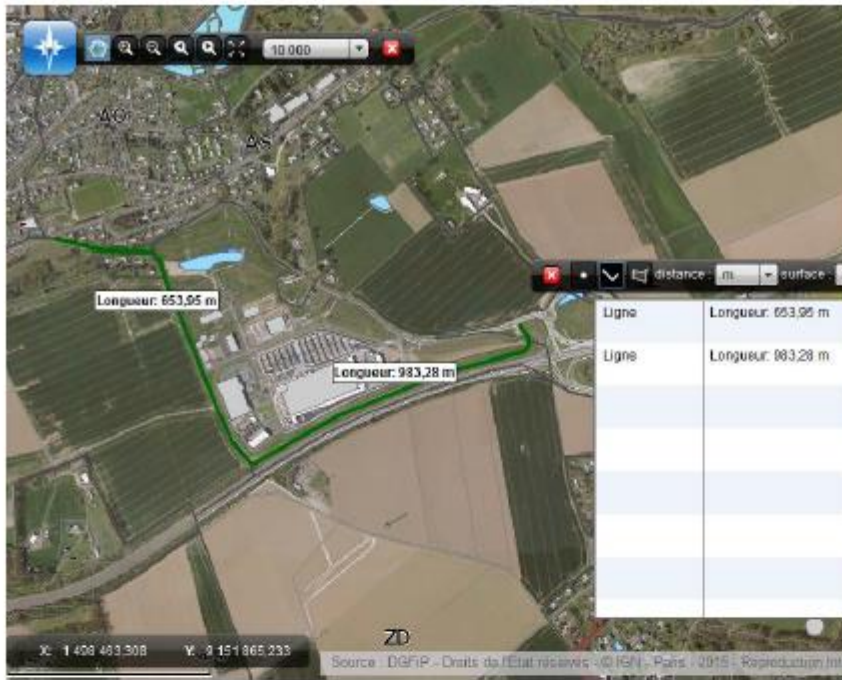 10 000
AO
AS
distance : m surface :
Longueur: 653,95 m
Ligne Longueur: 653,95 m
Ligne Longueur: 983,28 m
Longueur: 983,28 m
ZD
X: 1 498 463,308 Y: 9 151 865,233
Source : DGFiP - Droits de l'Etat réservés - © IGN - Paris - 2015 - Reproduction